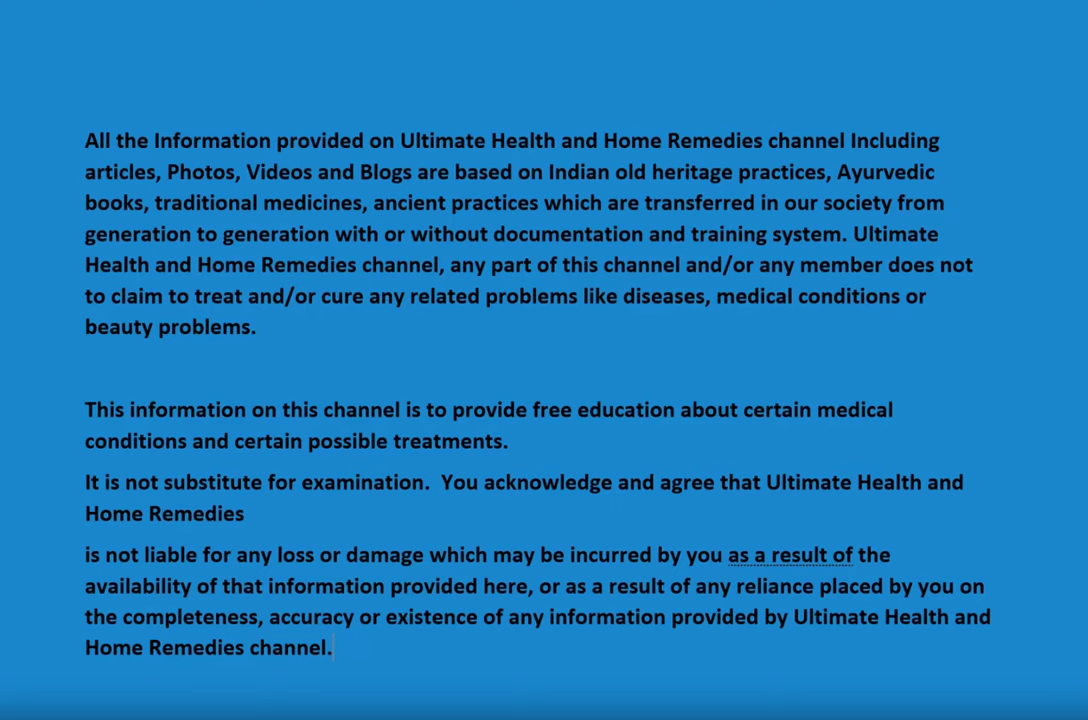 All the Information provided on Ultimate Health and Home Remedies channel Including
articles, Photos, Videos and Blogs are based on Indian old heritage practices, Ayurvedic
books, traditional medicines, ancient practices which are transferred in our society from
generation to generation with or without documentation and training system. Ultimate
Health and Home Remedies channel, any part of this channel and/or any member does not
to claim to treat and/or cure any related problems like diseases, medical conditions or
beauty problems.
This information on this channel is to provide free education about certain medical
conditions and certain possible treatments.
It is not substitute for examination.  You acknowledge and agree that Ultimate Health and
Home Remedies
is not liable for any loss or damage which may be incurred by you as a result of the
availability of that information provided here, or as a result of any reliance placed by you on
the completeness, accuracy or existence of any information provided by Ultimate Health and
Home Remedies channel.